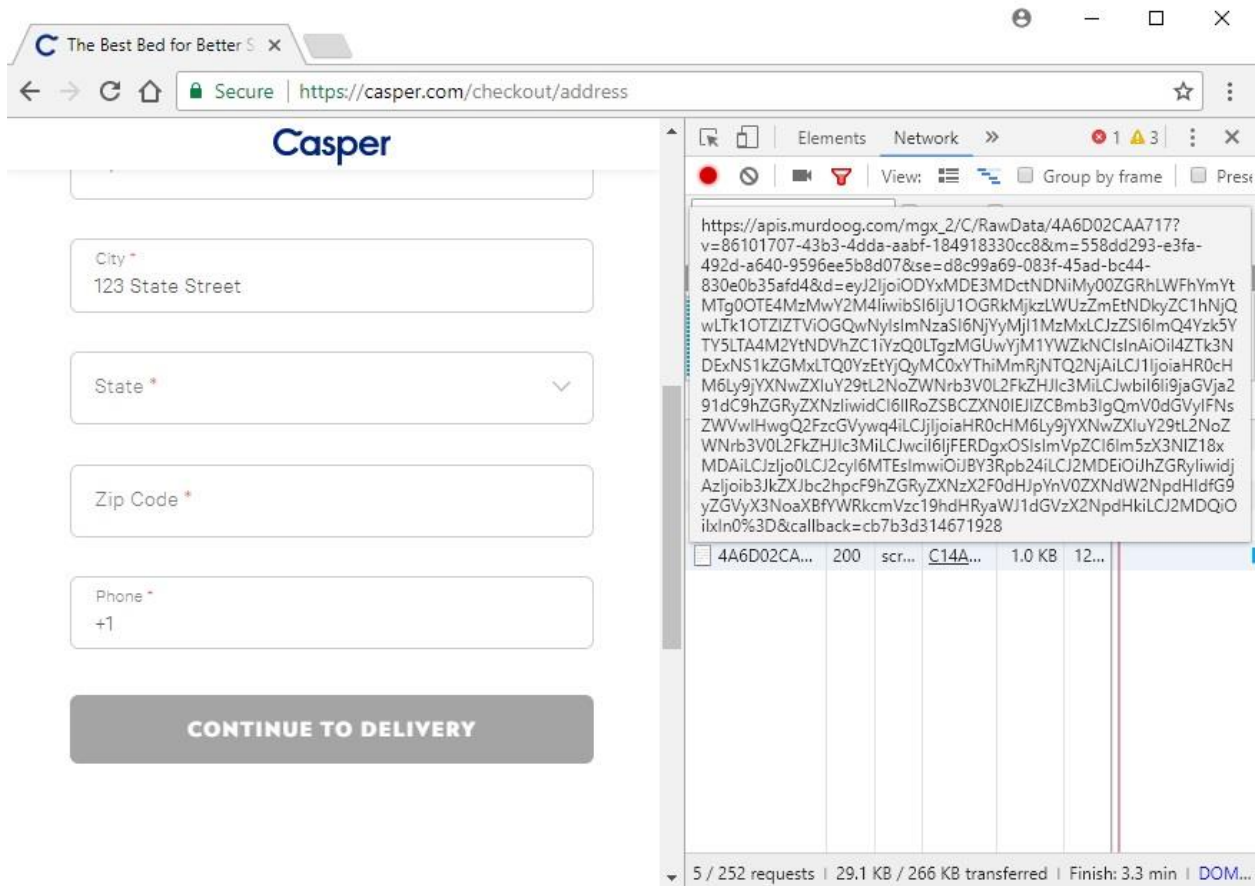 The Best Bed for Better S
Secure | https://casper.com/checkout/address
Casper
City *
123 State Street
State *
Zip Code *
Phone *
+1
CONTINUE TO DELIVERY
Elements Network » 1 3
View: Group by frame Prese
https://apis.murdoog.com/mgx_2/C/RawData/4A6D02CAA717?
v=86101707-43b3-4dda-aabf-184918330cc8&m=558dd293-e3fa-
492d-a640-9596ee5b8d07&se=d8c99a69-083f-45ad-bc44-
830e0b35afd4&d=eyJ2IjoiODYxMDE3MDctNDNiMy00ZGRhLWFhYmYt
MTg0OTE4MzMwY2M4IiwibSI6IjU1OGRkMjkzLWUzZmEtNDkyZC1hNjQ
wLTk1OTZlZTViOGQwNyIsImNzaSI6NjYyMjI1MzMxLCJzZSI6ImQ4Yzk5Y
TY5LTA4M2YtNDVhZC1iYzQ0LTgzMGUwYjM1YWZkNCIsInAiOiI4ZTk3N
DExNS1kZGMxLTQ0YzEtYjQyMC0xYThiMmRjNTQ2NjAiLCJ1IjoiaHR0cH
M6Ly9jYXNwZXIuY29tL2NoZWNrb3V0L2FkZHJlc3MiLCJwbiI6Ii9jaGVja2
91dC9hZGRyZXNzIiwidCI6IlRoZSBCZXN0IEJlZCBmb3IgQmV0dGVyIFNs
ZWVwIHwgQ2FzcGVywq4iLCJjIjoiaHR0cHM6Ly9jYXNwZXIuY29tL2NoZ
WNrb3V0L2FkZHJlc3MiLCJwciI6IjFERDgxOSIsImVpZCI6Im5zX3NlZ18x
MDAiLCJzIjo0LCJ2cyI6MTEsImwiOiJBY3Rpb24iLCJ2MDEiOiJhZGRyIiwidj
AzIjoib3JkZXJbc2hpcF9hZGRyZXNzX2F0dHJpYnV0ZXNdW2NpdHldfG9
yZGVyX3NoaXBfYWRkcmVzc19hdHRyaWJ1dGVzX2NpdHkiLCJ2MDQiO
iIxIn0%3D&callback=cb7b3d314671928
4A6D02CA... 200 scr... C14A... 1.0 KB 12...
5 / 252 requests | 29.1 KB / 266 KB transferred | Finish: 3.3 min | DOM...